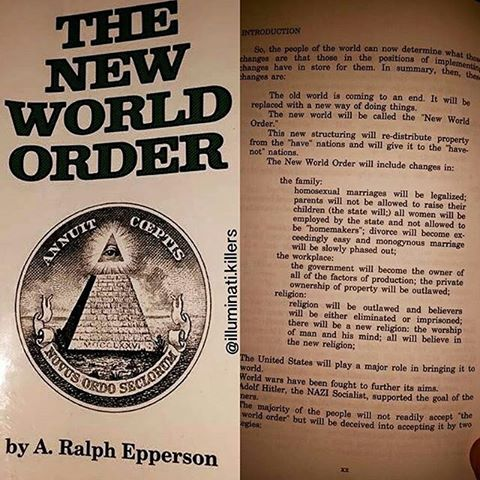 THE
NEW
WORLD
ORDER
ANNUIT CŒPTIS
MDCCLXXVI
NOVUS ORDO SECLORUM
by A. Ralph Epperson
@illuminati.killers
INTRODUCTION
So, the people of the world can now determine what
changes are that those in the positions of implementing
changes have in store for them. In summary, then,
changes are:
The old world is coming to an end. It will be
replaced with a new way of doing things.
The new world will be called the "New World
Order."
This new structuring will re-distribute property
from the "have" nations and will give it to the "have-
not" nations.
The New World Order will include changes in:
the family:
homosexual marriages will be legalized;
parents will not be allowed to raise their
children (the state will;) all women will be
employed by the state and not allowed to
be "homemakers"; divorce will become ex-
ceedingly easy and monogynous marriage
will be slowly phased out;
the workplace:
the government will become the owner of
all of the factors of production; the private
ownership of property will be outlawed;
religion:
religion will be outlawed and believers
will be either eliminated or imprisoned;
there will be a new religion: the worship
of man and his mind; all will believe in
the new religion;
The United States will play a major role in bringing it to
world.
World wars have been fought to further its aims.
Adolf Hitler, the NAZI Socialist, supported the goal of the
ners.
The majority of the people will not readily accept "the
world order" but will be deceived into accepting it by two
egies:
xx